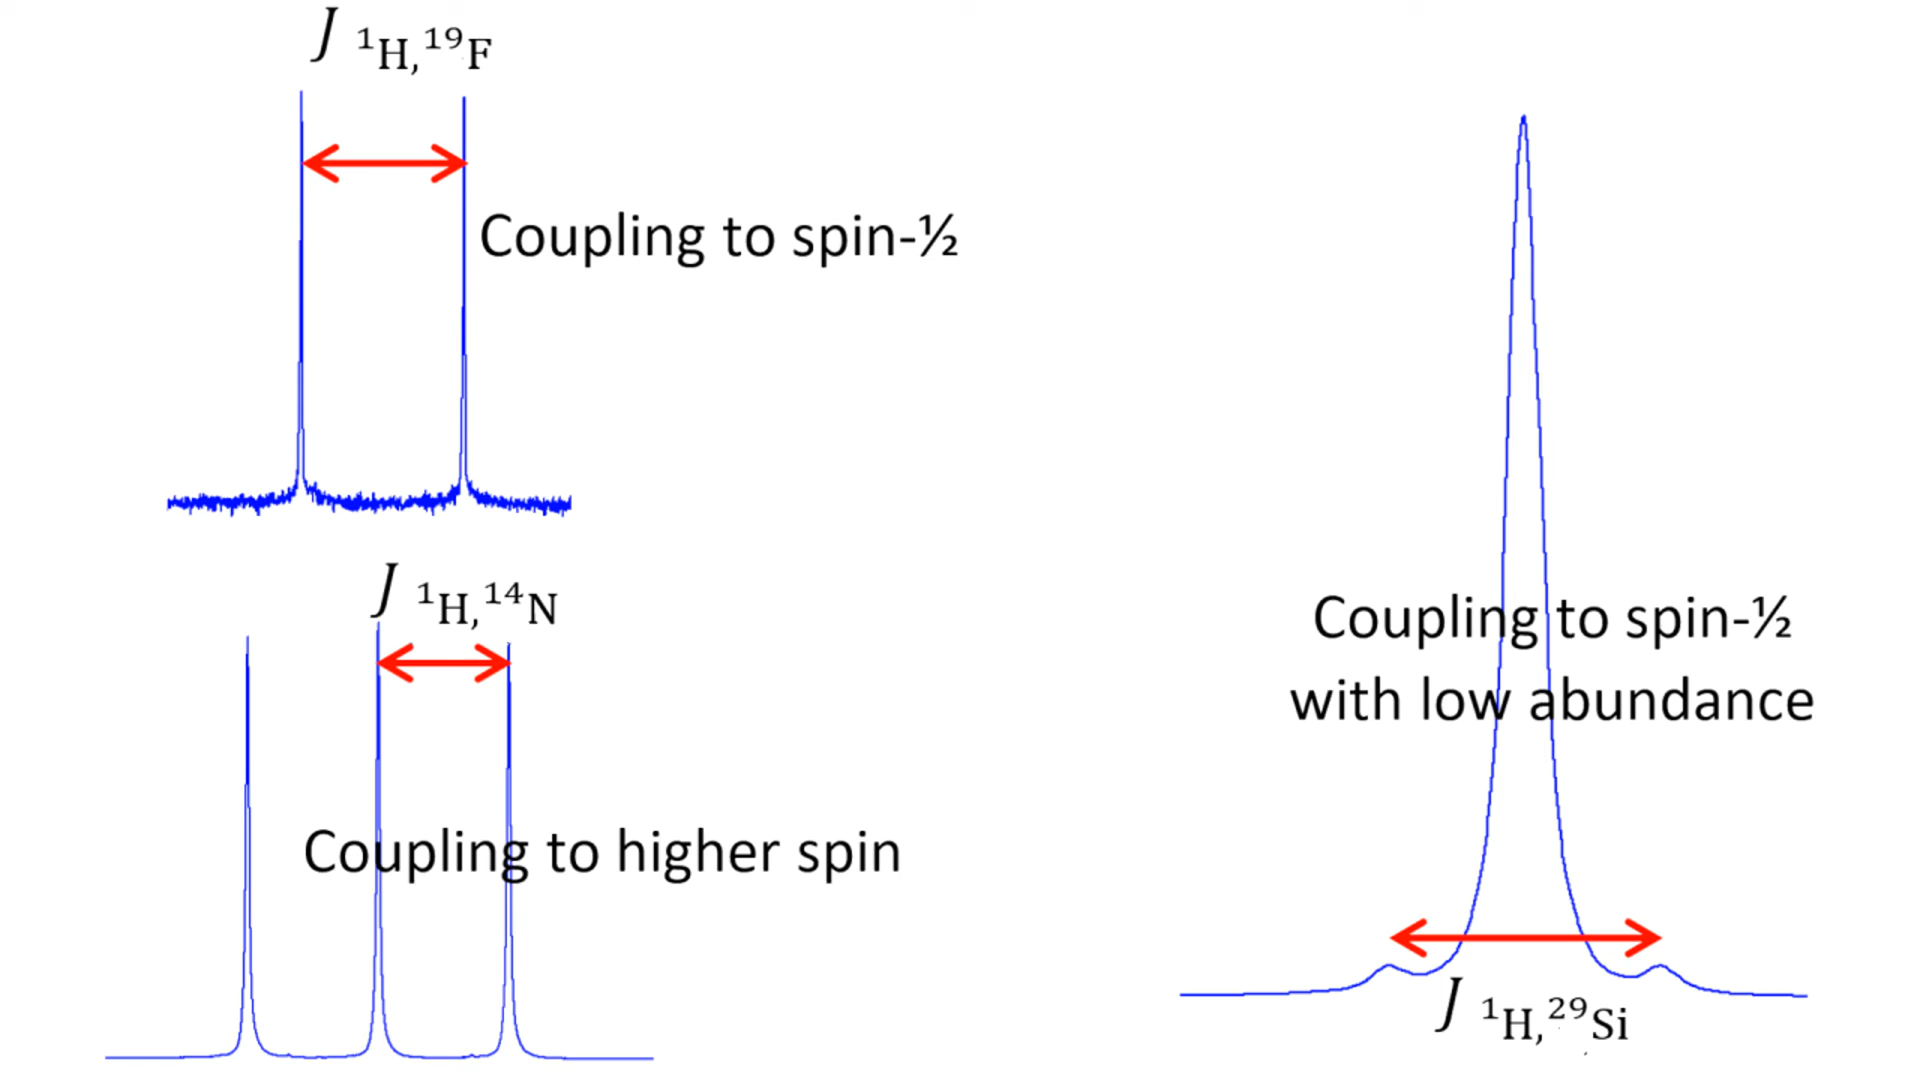 J ¹H,¹⁹F
Coupling to spin-½
J ¹H,¹⁴N
Coupling to higher spin
Coupling to spin-½
with low abundance
J ¹H,²⁹Si